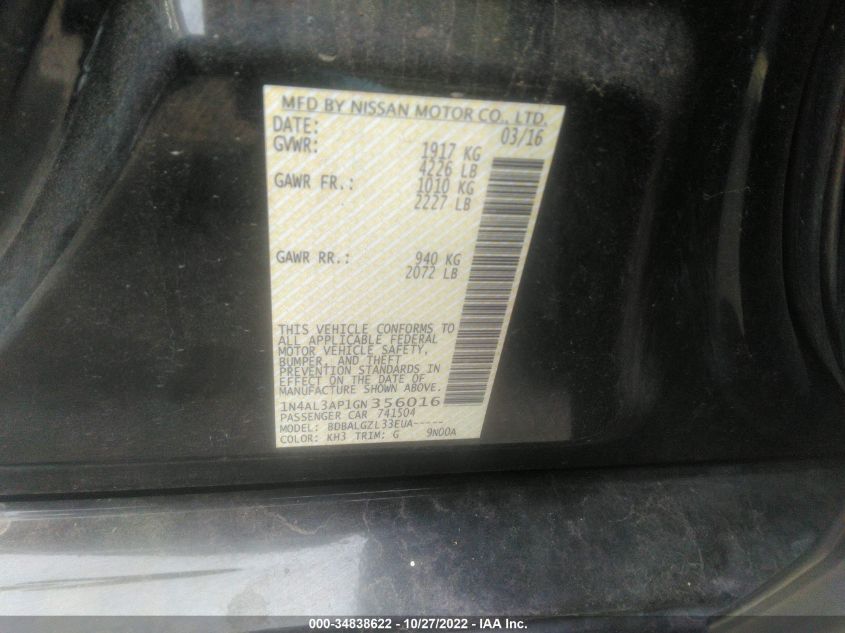 MFD BY NISSAN MOTOR CO., LTD.
DATE: 03/16
GVWR: 1917 KG
4226 LB
GAWR FR.: 1010 KG
2227 LB
GAWR RR.: 940 KG
2072 LB
THIS VEHICLE CONFORMS TO
ALL APPLICABLE FEDERAL
MOTOR VEHICLE SAFETY,
BUMPER, AND THEFT
PREVENTION STANDARDS IN
EFFECT ON THE DATE OF
MANUFACTURE SHOWN ABOVE.
1N4AL3AP1GN356016
PASSENGER CAR 741504
MODEL: BDBALGZL33EUA-----
COLOR: KH3 TRIM: G 9N00A
000-34838622 - 10/27/2022 - IAA Inc.